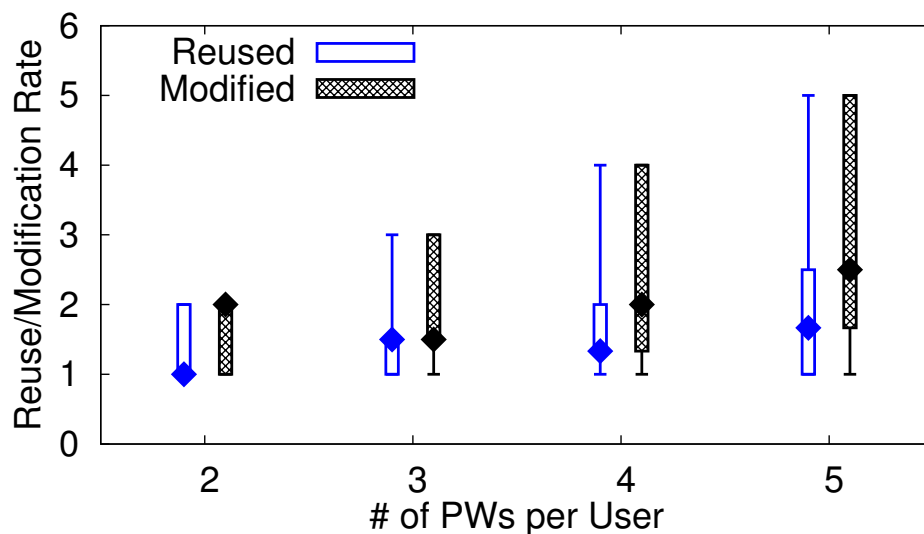 Reuse/Modification Rate
6
5
4
3
2
1
0
Reused
Modified
2 3 4 5
# of PWs per User